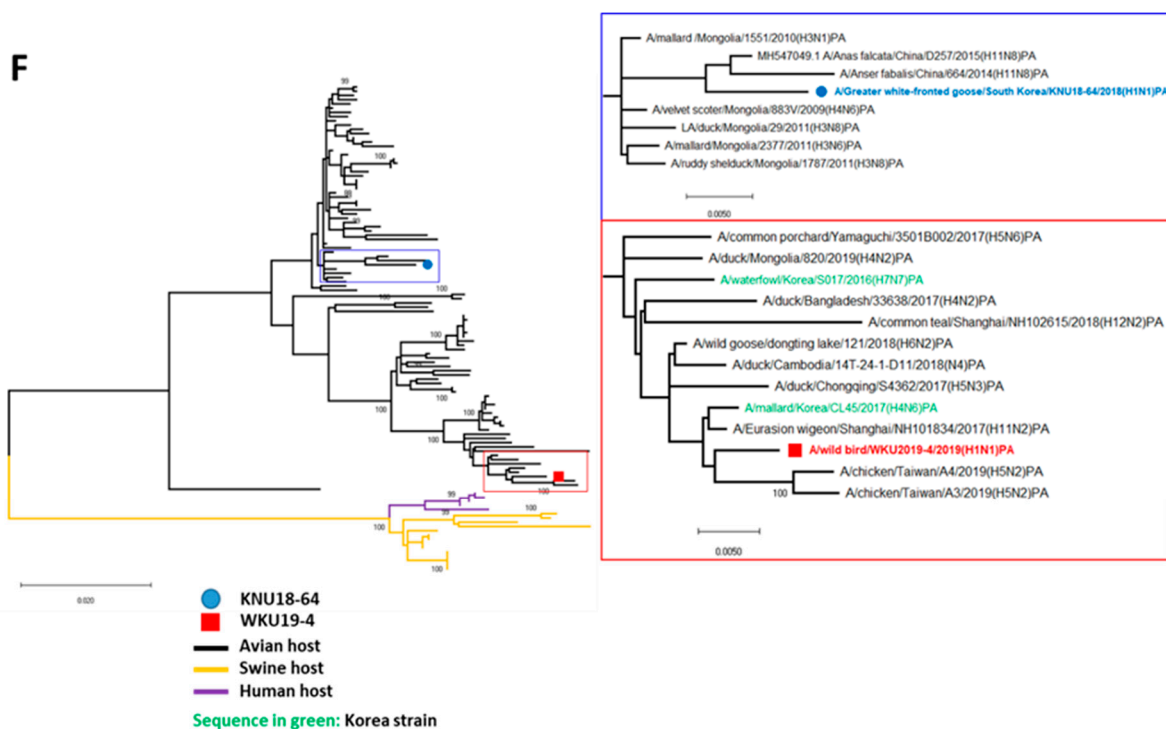 F
99
100
98
99
100
100
100
95
100
100
100
100
100
99
99
100
100
100
0.020
A/mallard /Mongolia/1551/2010(H3N1)PA
MH547049.1 A/Anas falcata/China/D257/2015(H11N8)
A/Anser fabalis/China/664/2014(H11N8)
A/Greater white-fronted goose/South Korea/KNU18-64/2018(H1N1)PA
A/velvet scoter/Mongolia/883V/2009(H4N6)PA
LA/duck/Mongolia/29/2011(H3N8)PA
A/mallard/Mongolia/2377/2011(H3N6)PA
A/ruddy shelduck/Mongolia/1787/2011(H3N8)PA
0.0050
A/common porchard/Yamaguchi/3501B002/2017(H5N6)PA
A/duck/Mongolia/820/2019(H4N2)PA
A/waterfowl/Korea/S017/2016(H7N7)PA
A/duck/Bangladesh/33638/2017(H4N2)PA
A/common teal/Shanghai/NH102615/2018(H12N2)PA
A/wild goose/dongting lake/121/2018(H6N2)PA
A/duck/Cambodia/14T-24-1-D11/2018(N4)PA
A/duck/Chongqing/S4362/2017(H5N3)PA
A/mallard/Korea/CL45/2017(H4N6)PA
A/Eurasion wigeon/Shanghai/NH101834/2017(H11N2)PA
A/wild bird/WKU2019-4/2019(H1N1)PA
A/chicken/Taiwan/A4/2019(H5N2)PA
100
A/chicken/Taiwan/A3/2019(H5N2)PA
0.0050
KNU18-64
WKU19-4
Avian host
Swine host
Human host
Sequence in green: Korea strain